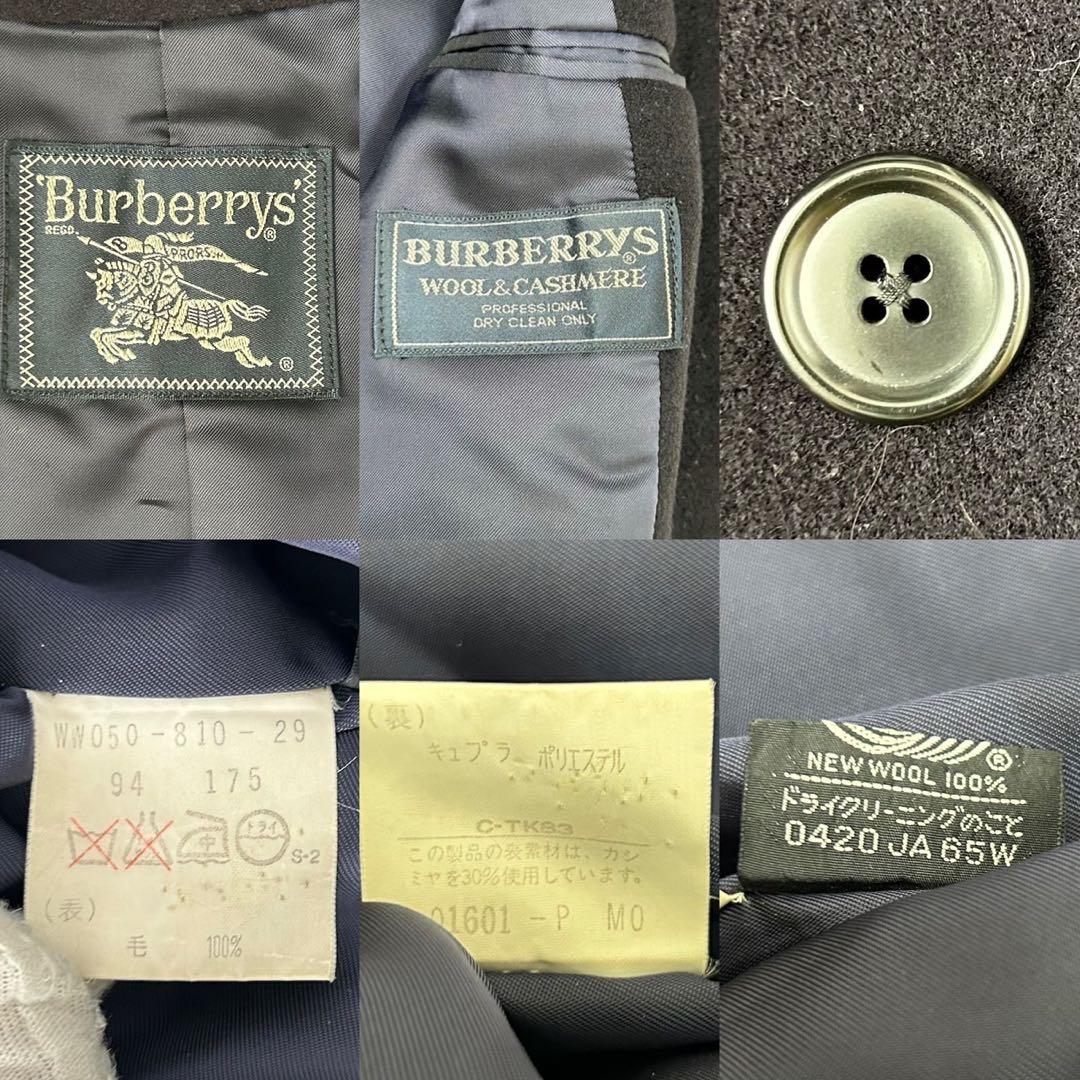 'Burberrys'®
REGD.
PRORSUM
®
BURBERRYS®
WOOL & CASHMERE
PROFESSIONAL
DRY CLEAN ONLY
WW050-810-29
94 175
ドライ
S-2
(表)
毛 100%
(裏)
キュプラ ポリエステル
C-TK83
この製品の表素材は、カシ
ミヤを30%使用しています。
01601-P MO
®
NEW WOOL 100%
ドライクリーニングのこと
0420 JA 65W